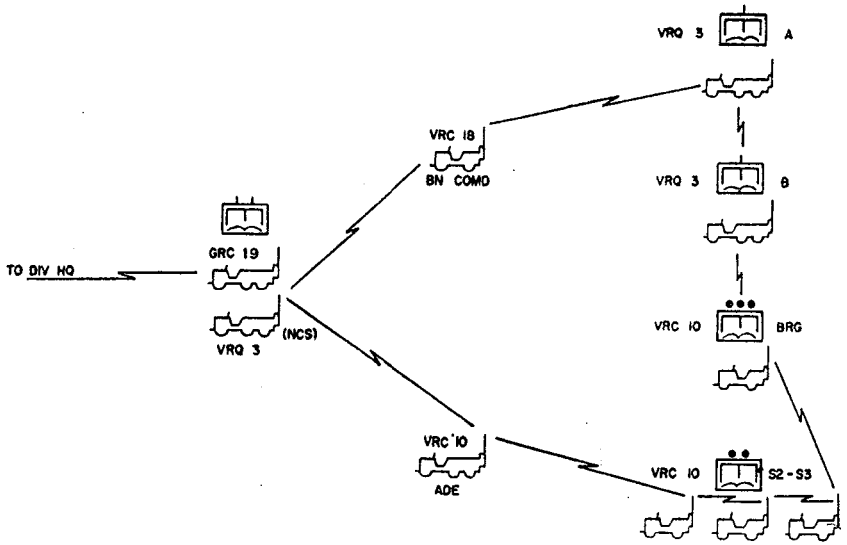 VRQ 3 A
VRC 18
BN COMD
VRQ 3 B
GRC 19
TO DIV HQ
VRC 10 BRG
VRQ 3 (NCS)
VRC 10
ADE
VRC 10 S2-S3